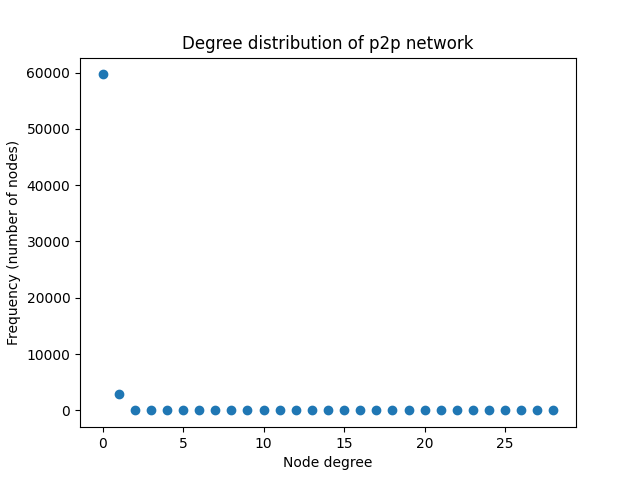 Degree distribution of p2p network
Frequency (number of nodes)
60000
50000
40000
30000
20000
10000
0
0 5 10 15 20 25
Node degree